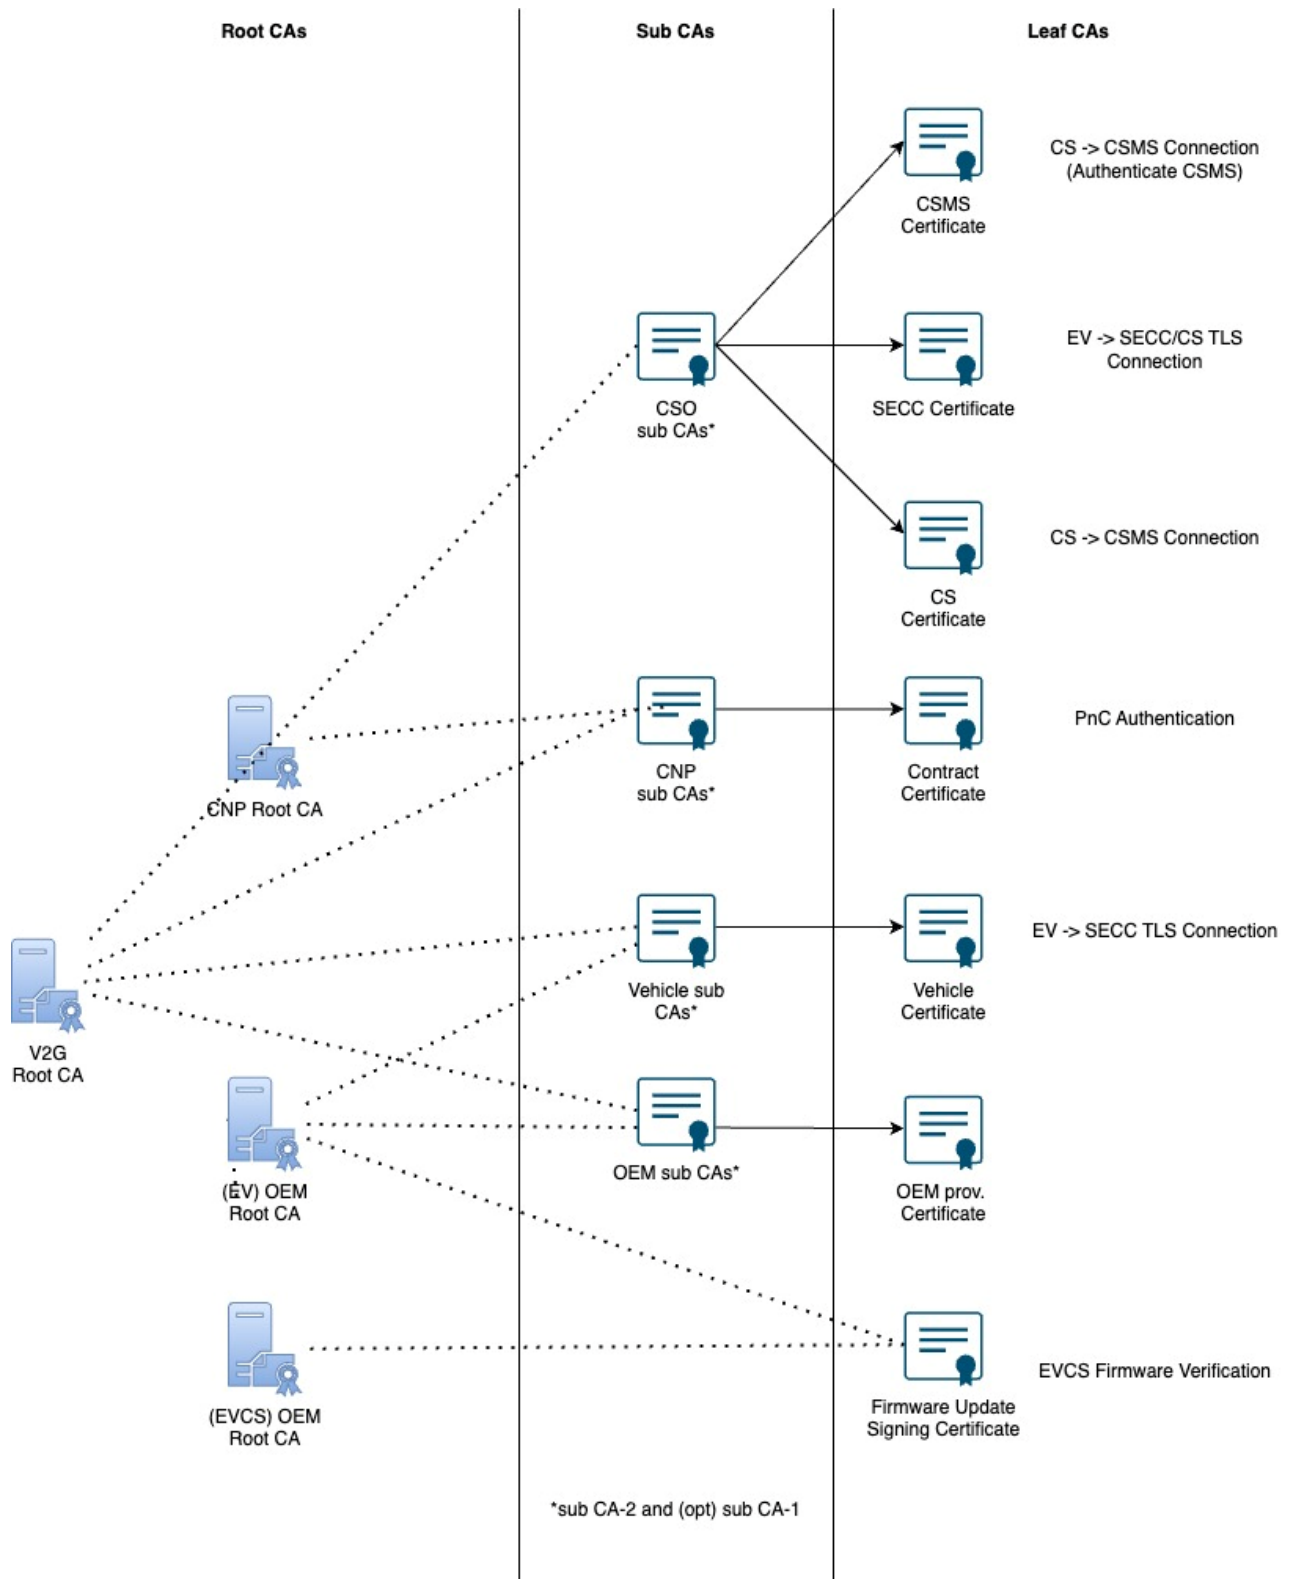 Root CAs
Sub CAs
Leaf CAs
CS -> CSMS Connection
(Authenticate CSMS)
CSMS
Certificate
EV -> SECC/CS TLS
Connection
CSO
sub CAs*
SECC Certificate
CS -> CSMS Connection
CS
Certificate
PnC Authentication
CNP Root CA
CNP
sub CAs*
Contract
Certificate
EV -> SECC TLS Connection
Vehicle sub
CAs*
Vehicle
Certificate
V2G
Root CA
OEM sub CAs*
(EV) OEM
Root CA
OEM prov.
Certificate
EVCS Firmware Verification
(EVCS) OEM
Root CA
Firmware Update
Signing Certificate
*sub CA-2 and (opt) sub CA-1